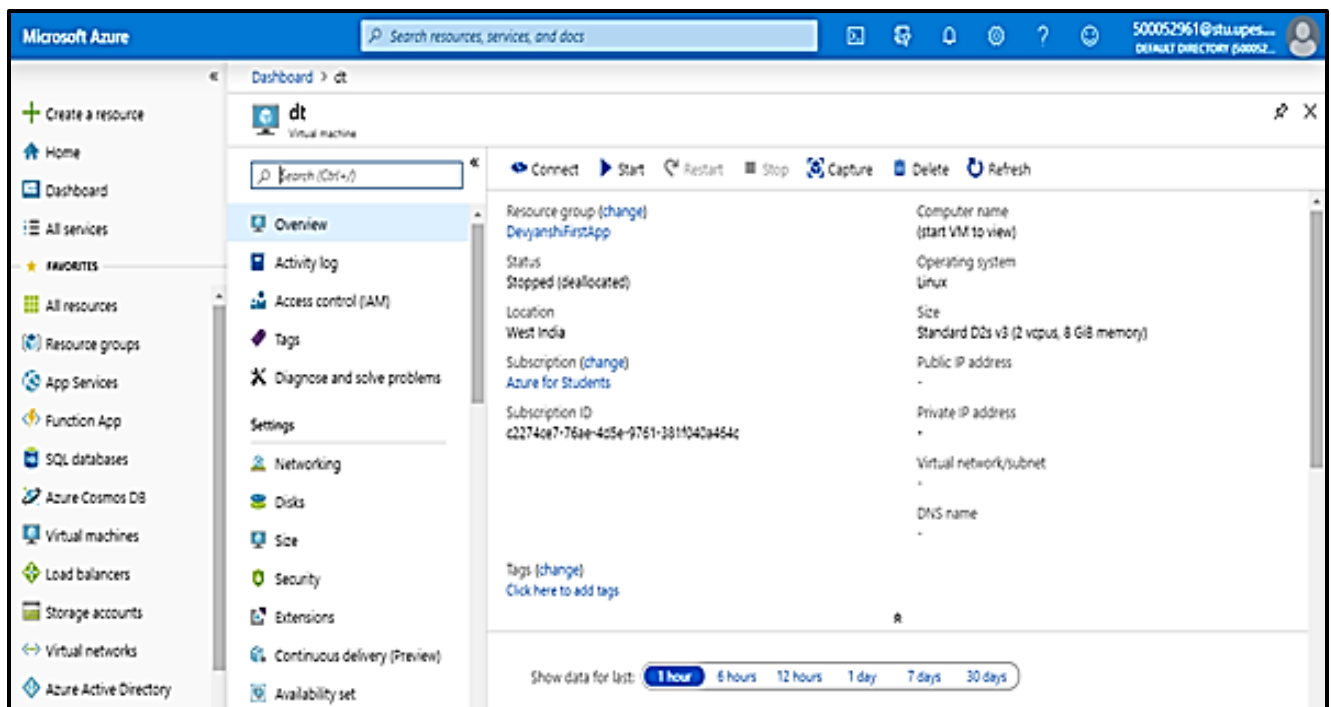 Microsoft Azure
Search resources, services, and docs
500052961@stu.upes....
DEFAULT DIRECTORY (500052...
Create a resource
Home
Dashboard
All services
FAVORITES
All resources
Resource groups
App Services
Function App
SQL databases
Azure Cosmos DB
Virtual machines
Load balancers
Storage accounts
Virtual networks
Azure Active Directory
Dashboard > dt
dt
Virtual machine
Search (Ctrl+/)
Overview
Activity log
Access control (IAM)
Tags
Diagnose and solve problems
Settings
Networking
Disks
Size
Security
Extensions
Continuous delivery (Preview)
Availability set
Connect Start Restart Stop Capture Delete Refresh
Resource group (change)
DevyanshiFirstApp
Status
Stopped (deallocated)
Location
West India
Subscription (change)
Azure for Students
Subscription ID
c2274ce7-76ae-4d5e-9761-381f040a464c
Tags (change)
Click here to add tags
Computer name
(start VM to view)
Operating system
Linux
Size
Standard D2s v3 (2 vcpus, 8 GiB memory)
Public IP address
-
Private IP address
-
Virtual network/subnet
-
DNS name
-
Show data for last: 1 hour 6 hours 12 hours 1 day 7 days 30 days